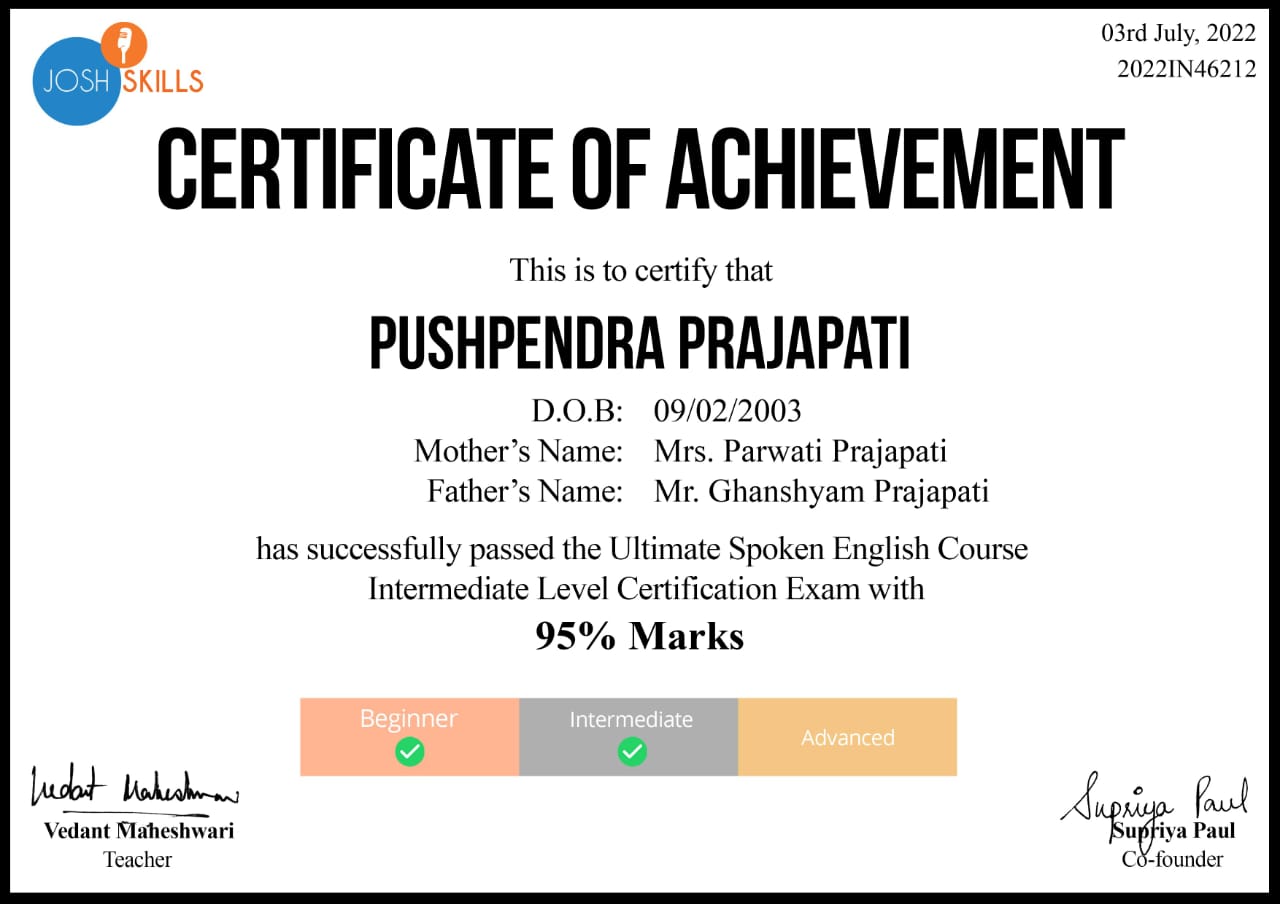 JOSH SKILLS
03rd July, 2022
2022IN46212
CERTIFICATE OF ACHIEVEMENT
This is to certify that
PUSHPENDRA PRAJAPATI
D.O.B: 09/02/2003
Mother’s Name: Mrs. Parwati Prajapati
Father’s Name: Mr. Ghanshyam Prajapati
has successfully passed the Ultimate Spoken English Course
Intermediate Level Certification Exam with
95% Marks
Beginner Intermediate Advanced
Vedant Maheshwari
Vedant Maheshwari
Teacher
Supriya Paul
Supriya Paul
Co-founder